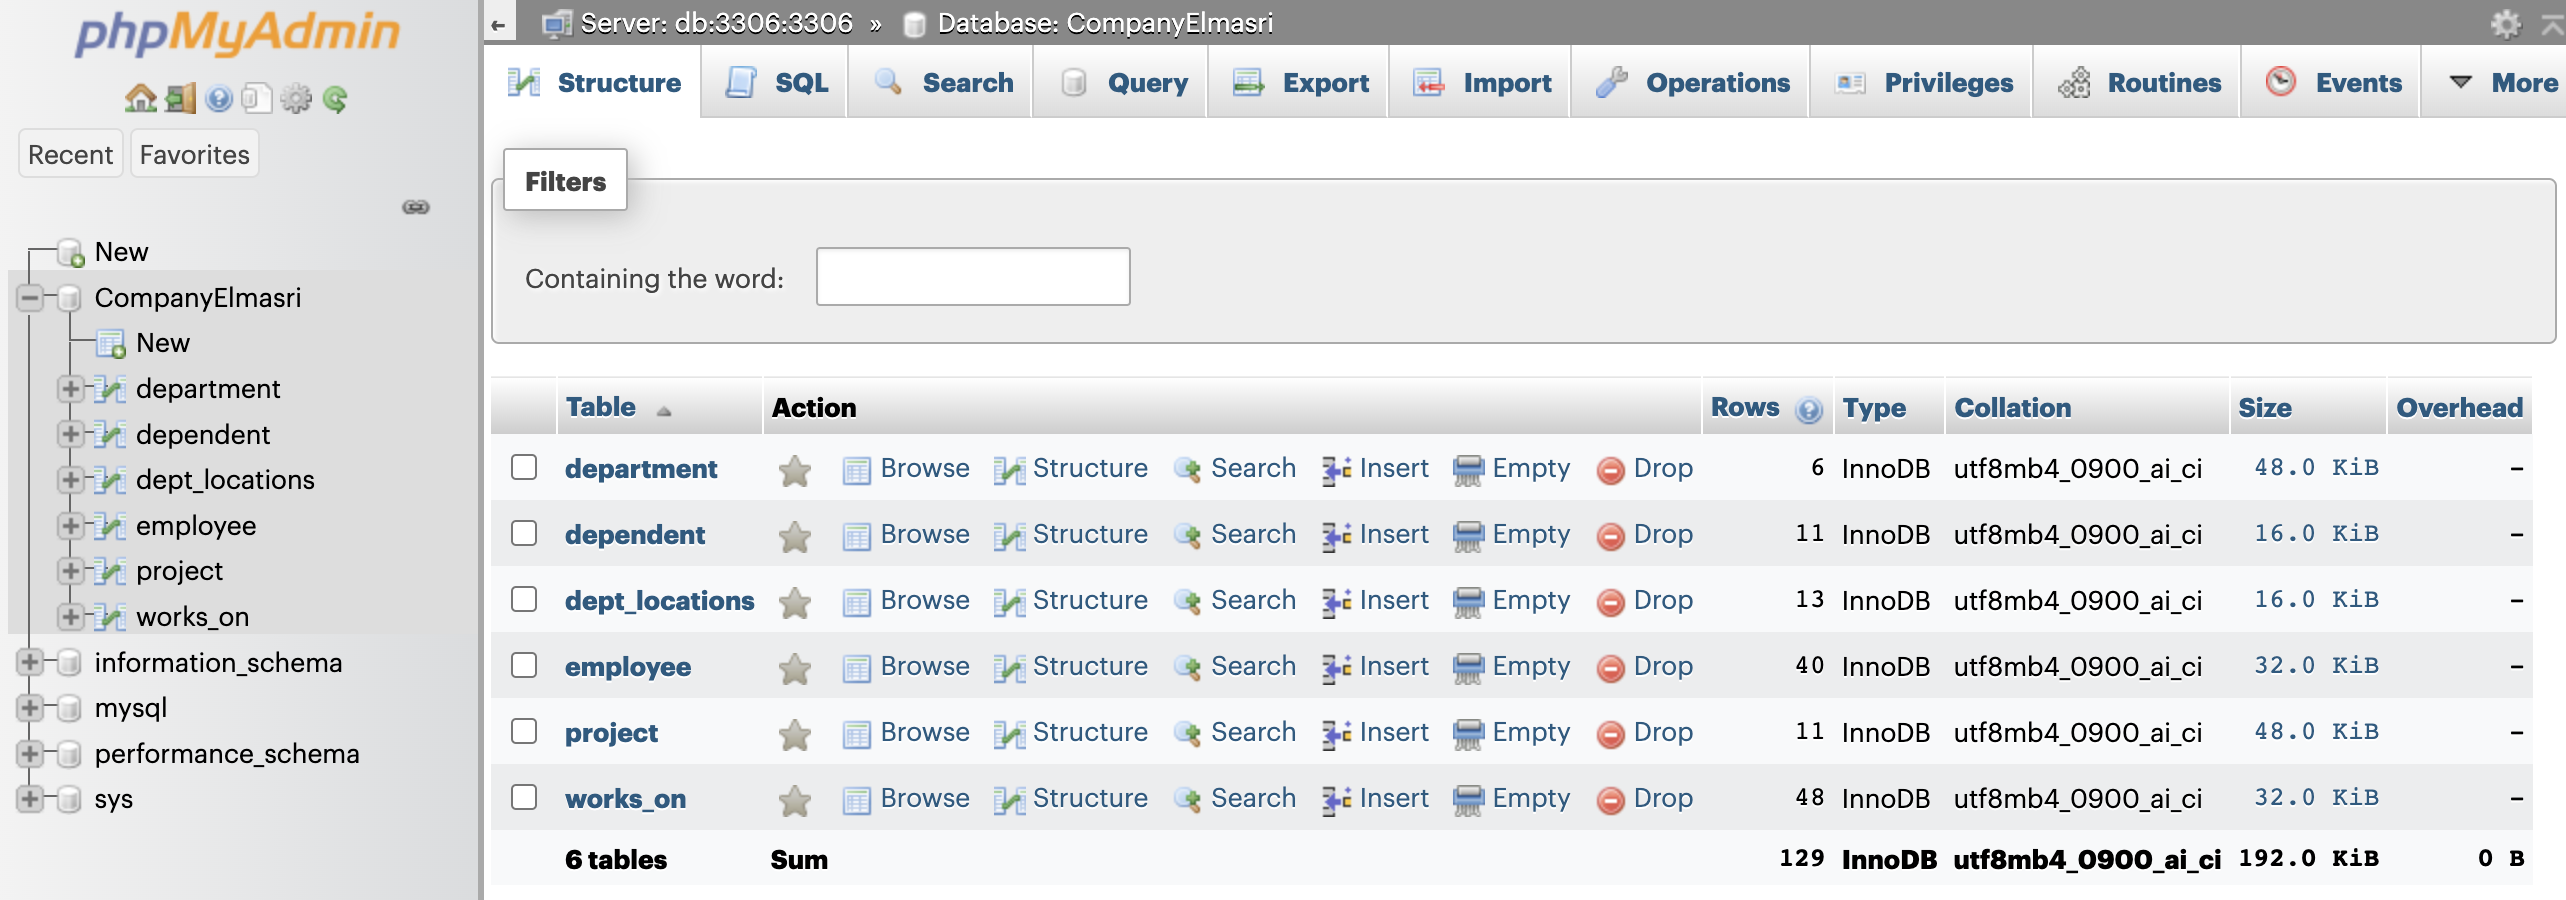 phpMyAdmin
Recent Favorites
New
CompanyElmasri
New
department
dependent
dept_locations
employee
project
works_on
information_schema
mysql
performance_schema
sys
Server: db:3306:3306 » Database: CompanyElmasri
Structure SQL Search Query Export Import Operations Privileges Routines Events More
Filters
Containing the word:
Table Action Rows Type Collation Size Overhead
department Browse Structure Search Insert Empty Drop 6 InnoDB utf8mb4_0900_ai_ci 48.0 KiB –
dependent Browse Structure Search Insert Empty Drop 11 InnoDB utf8mb4_0900_ai_ci 16.0 KiB –
dept_locations Browse Structure Search Insert Empty Drop 13 InnoDB utf8mb4_0900_ai_ci 16.0 KiB –
employee Browse Structure Search Insert Empty Drop 40 InnoDB utf8mb4_0900_ai_ci 32.0 KiB –
project Browse Structure Search Insert Empty Drop 11 InnoDB utf8mb4_0900_ai_ci 48.0 KiB –
works_on Browse Structure Search Insert Empty Drop 48 InnoDB utf8mb4_0900_ai_ci 32.0 KiB –
6 tables Sum 129 InnoDB utf8mb4_0900_ai_ci 192.0 KiB 0 B